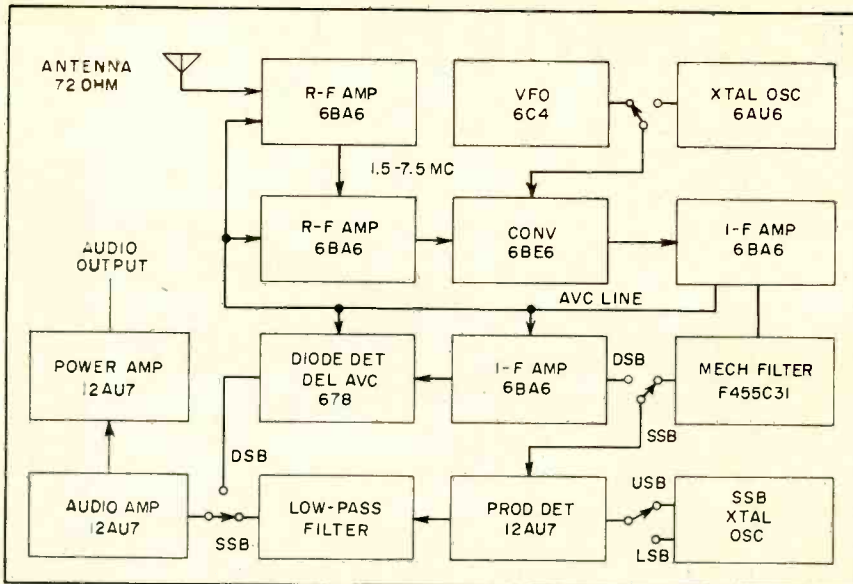 ANTENNA
72 OHM
R-F AMP
6BA6
VFO
6C4
XTAL OSC
6AU6
1.5-7.5 MC
R-F AMP
6BA6
CONV
6BE6
I-F AMP
6BA6
AUDIO
OUTPUT
AVC LINE
POWER AMP
12AU7
DIODE DET
DEL AVC
678
I-F AMP
6BA6
DSB
MECH FILTER
F455C31
SSB
DSB
AUDIO AMP
12AU7
SSB
LOW-PASS
FILTER
PROD DET
12AU7
USB
LSB
SSB
XTAL
OSC